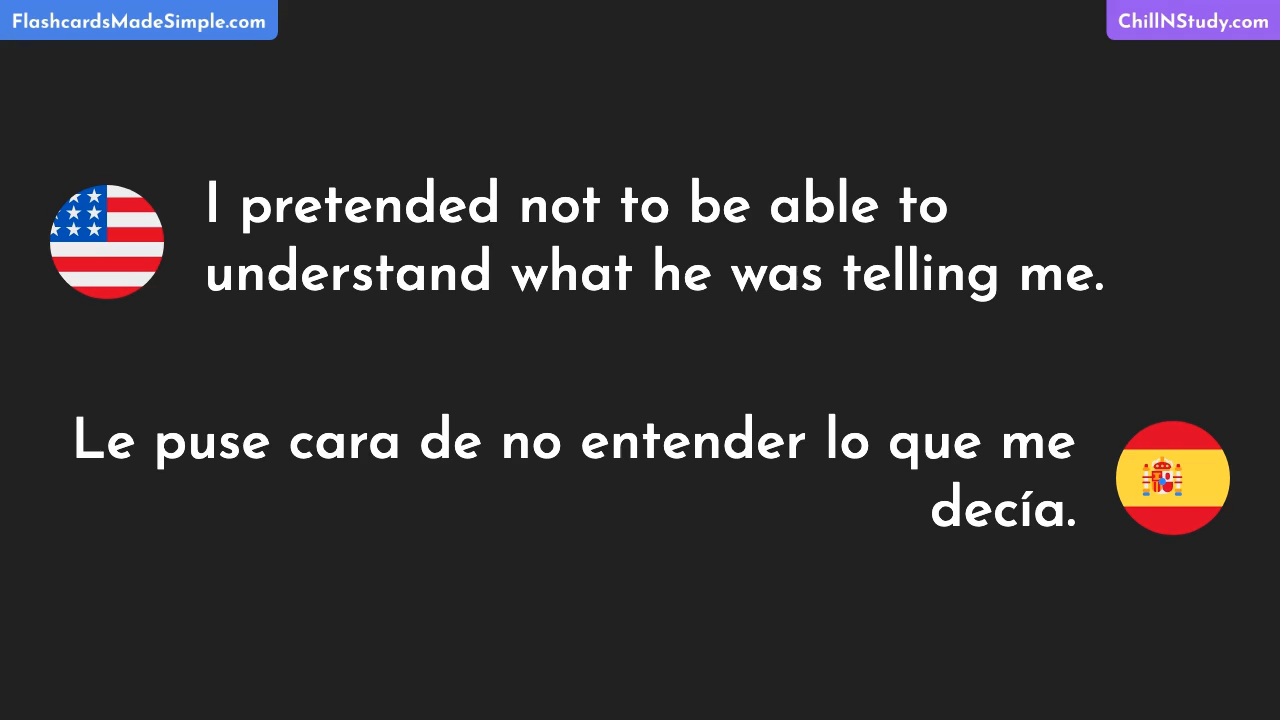 FlashcardsMadeSimple.com
ChillNStudy.com
I pretended not to be able to
understand what he was telling me.
Le puse cara de no entender lo que me
decía.